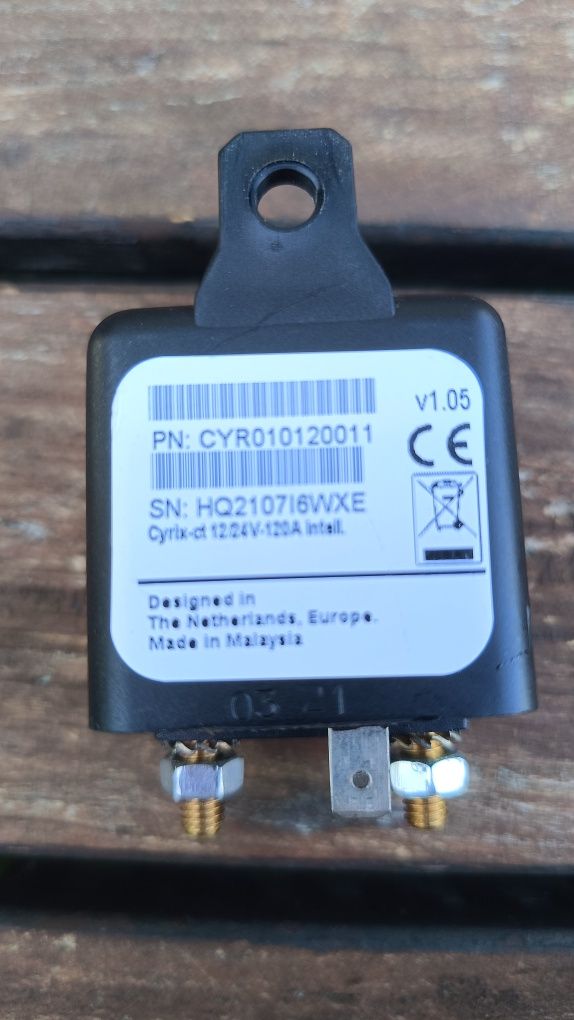 PN: CYR010120011
v1.05
CE
SN: HQ2107I6WXE
Cyrix-ct 12/24V-120A intell.
Designed in
The Netherlands, Europe.
Made in Malaysia
03